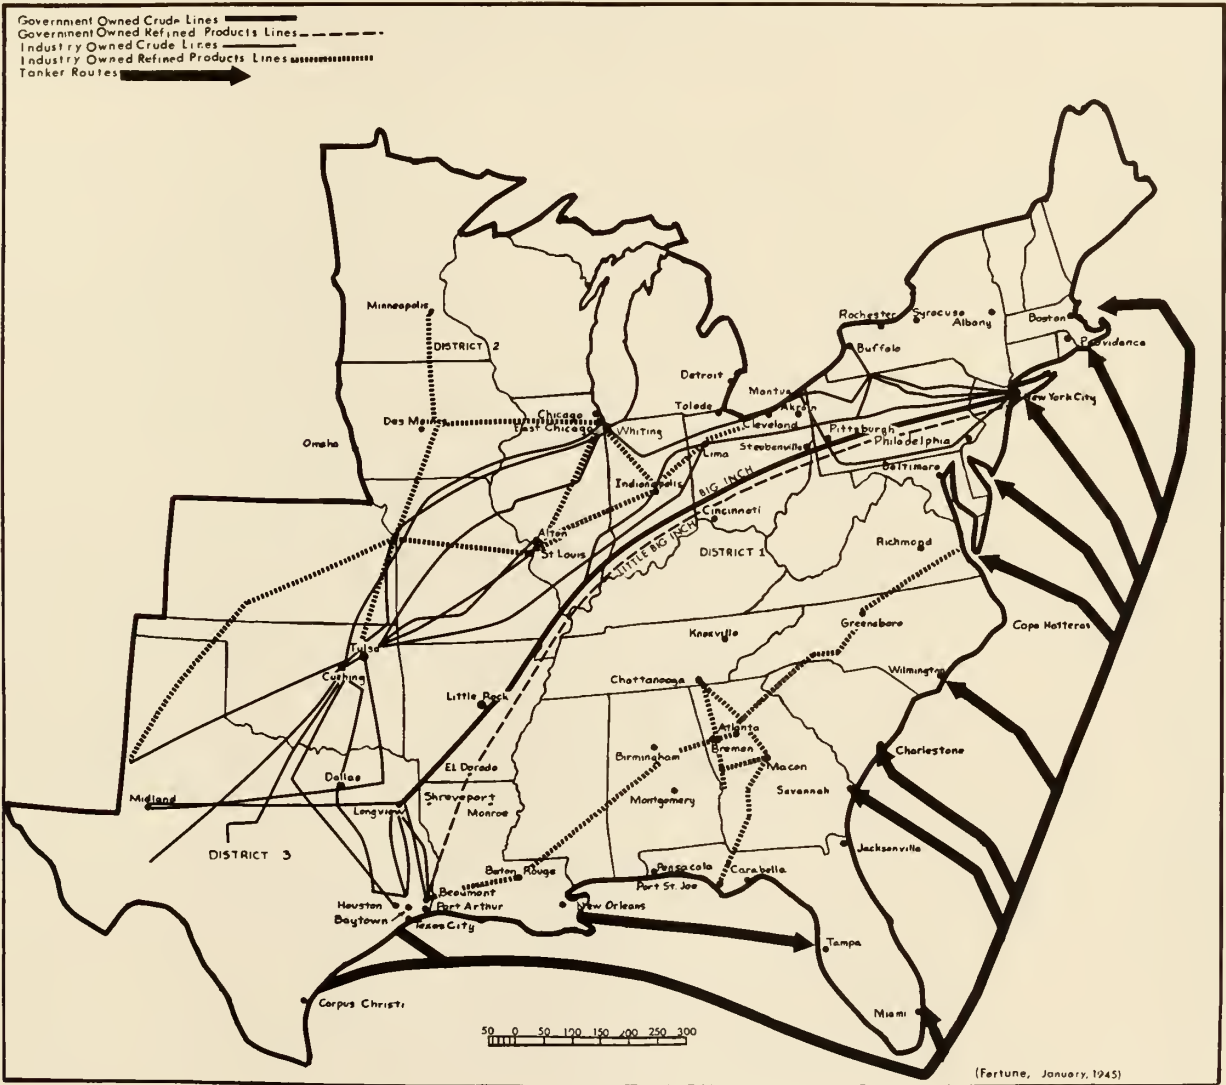 Government Owned Crude Lines
Government Owned Refined Products Lines
Industry Owned Crude Lines
Industry Owned Refined Products Lines
Tanker Routes
Minneapolis
DISTRICT 2
Rochester
Syracuse
Albany
Boston
Providence
Buffalo
Detroit
Mantua
Akron
New York City
Des Moines
Chicago
East Chicago
Whiting
Toledo
Cleveland
Pittsburgh
Philadelphia
Omaha
Lima
Steubenville
Baltimore
Indianapolis
BIG INCH
Cincinnati
Alton
St Louis
LITTLE BIG INCH
DISTRICT 1
Richmond
Greensboro
Cape Hatteras
Knoxville
Tulsa
Cushing
Chattanooga
Wilmington
Little Rock
Atlanta
Bremen
Birmingham
Macon
Charlestone
EL Dorado
Dallas
Midland
Longview
Shreveport
Monroe
Montgomery
Savannah
DISTRICT 3
Jacksonville
Baton Rouge
Pensacola
Port St. Joe
Carabella
Beaumont
Houston
Port Arthur
Baytown
Texas City
New Orleans
Tampa
Corpus Christi
Miami
50 0 50 100 150 200 250 300
(Fortune, January, 1945)